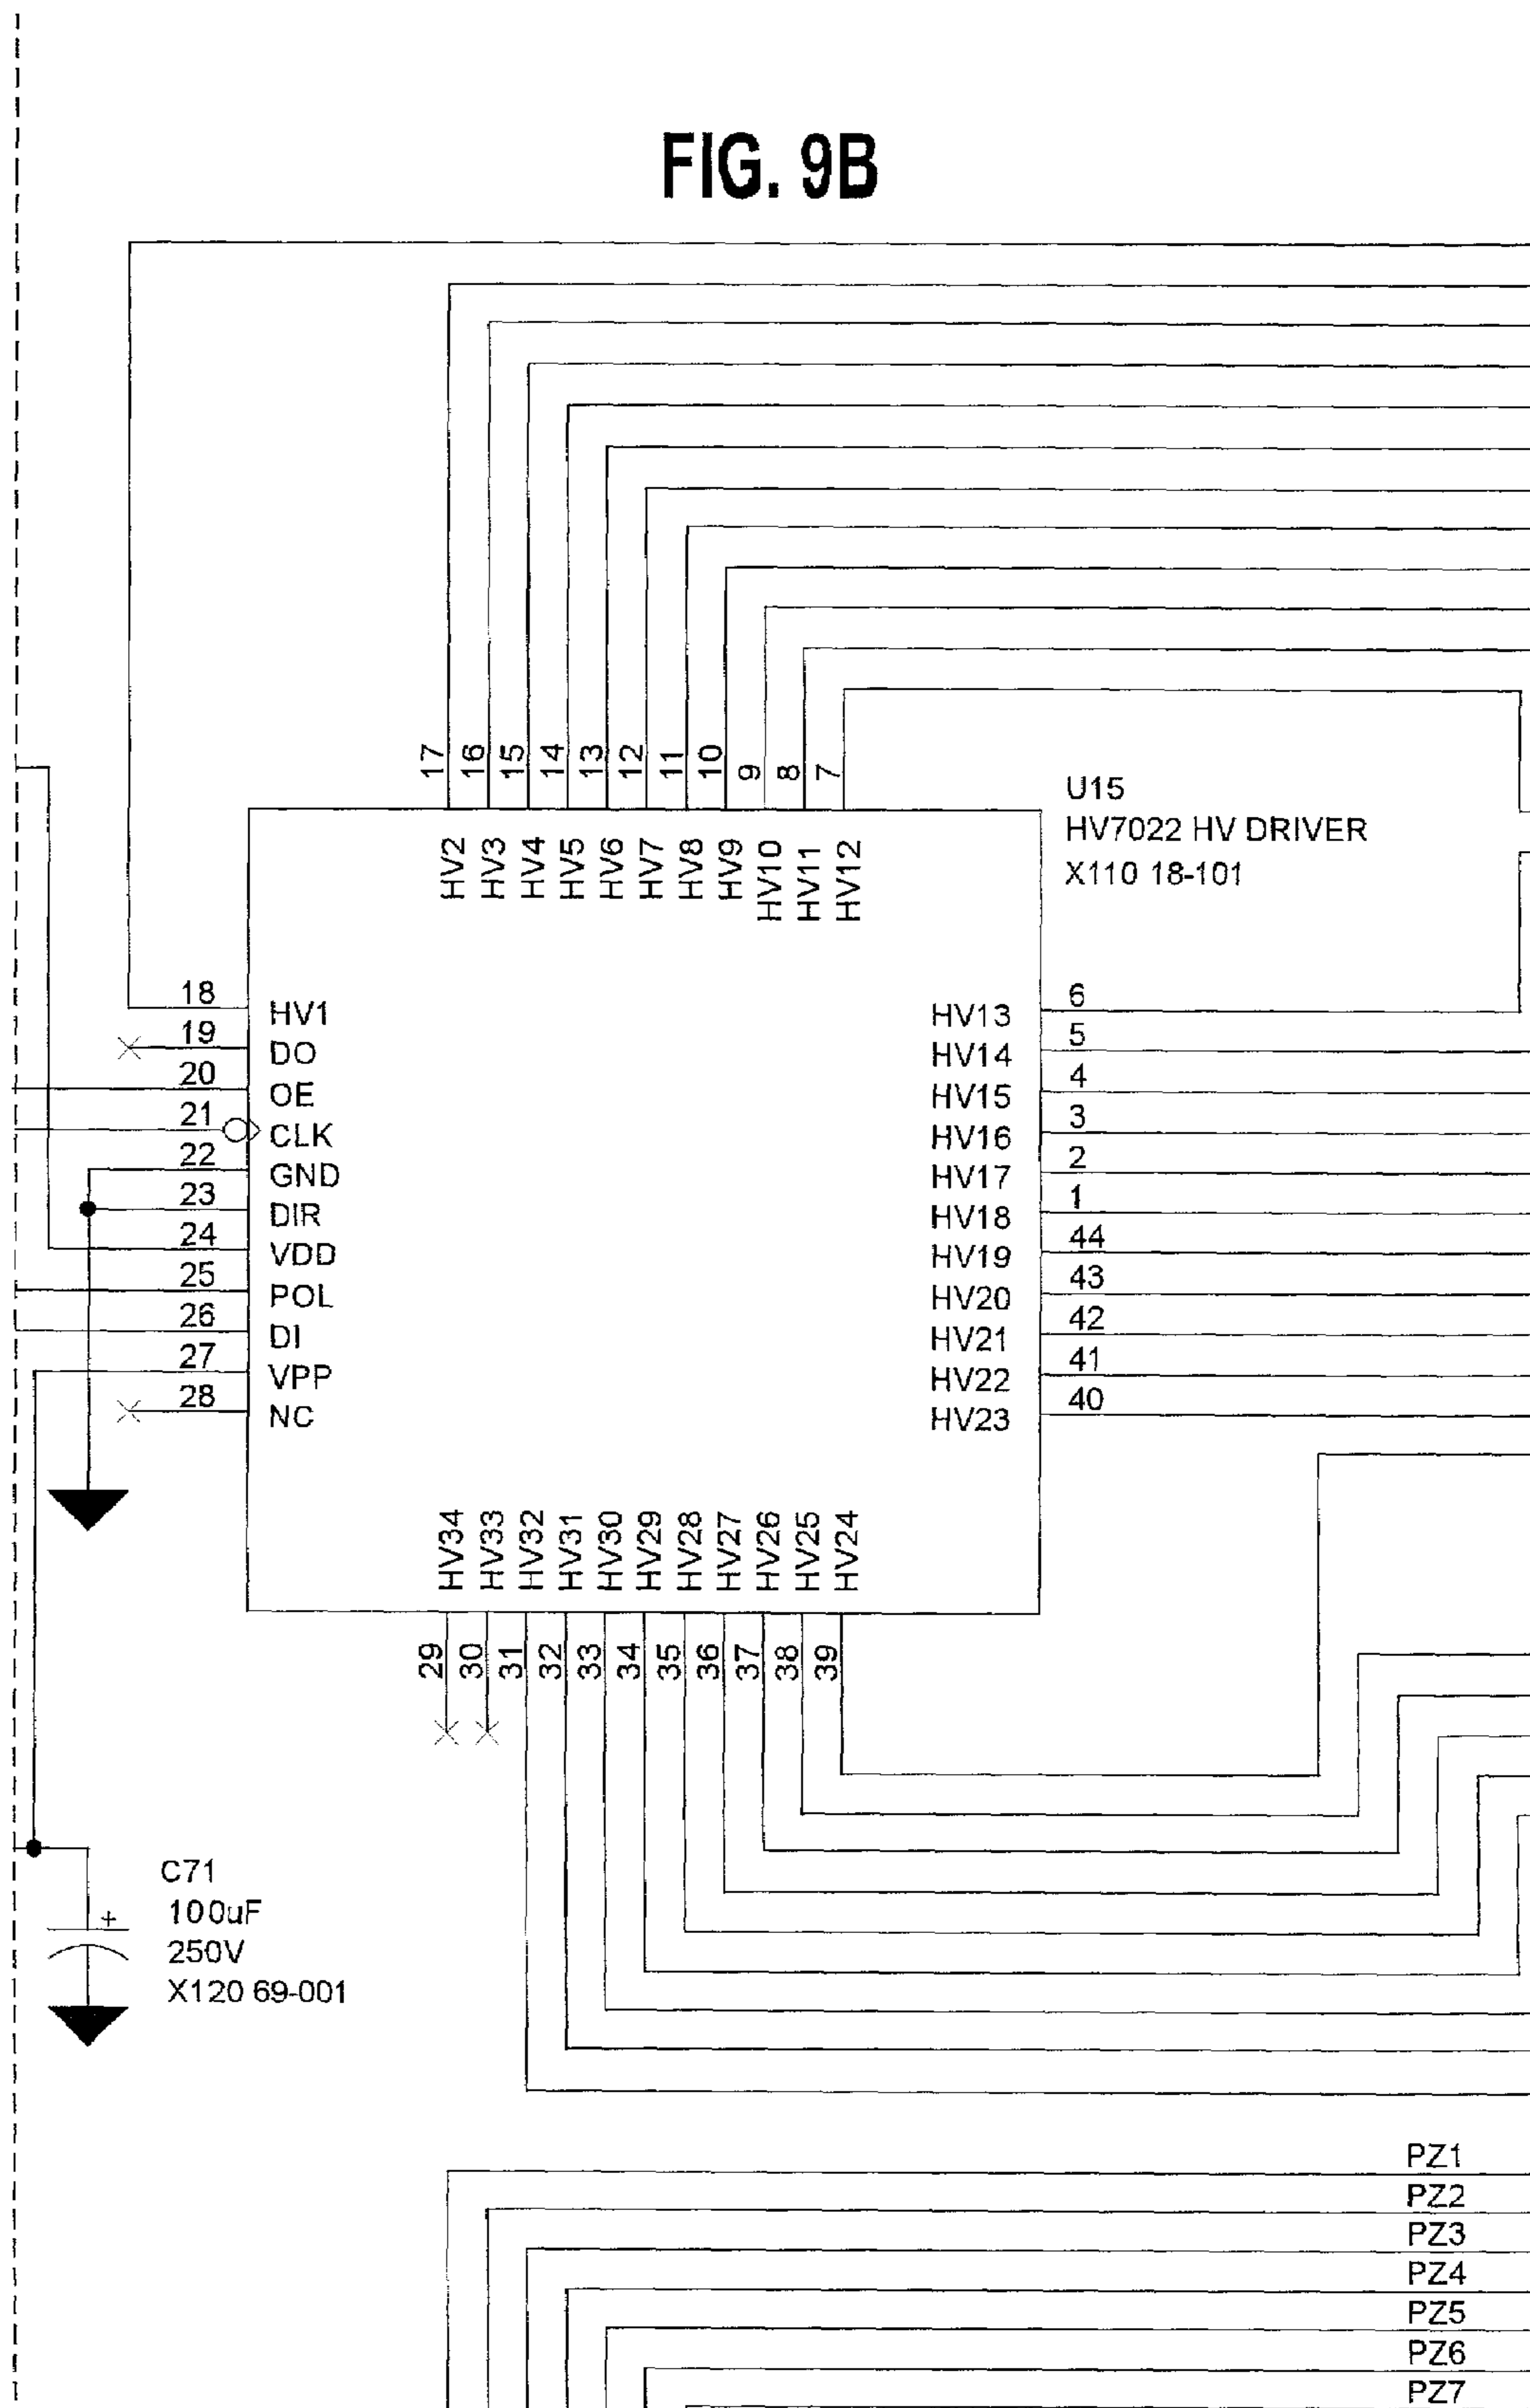 FIG. 9B
17 16 15 14 13 12 11 10 9 8 7
HV2 HV3 HV4 HV5 HV6 HV7 HV8 HV9 HV10 HV11 HV12
U15
HV7022 HV DRIVER
X110 18-101
18 HV1
19 DO
20 OE
21 CLK
22 GND
23 DIR
24 VDD
25 POL
26 DI
27 VPP
28 NC
HV13 6
HV14 5
HV15 4
HV16 3
HV17 2
HV18 1
HV19 44
HV20 43
HV21 42
HV22 41
HV23 40
HV34 HV33 HV32 HV31 HV30 HV29 HV28 HV27 HV26 HV25 HV24
29 30 31 32 33 34 35 36 37 38 39
C71
+ 100uF
250V
X120 69-001
PZ1
PZ2
PZ3
PZ4
PZ5
PZ6
PZ7